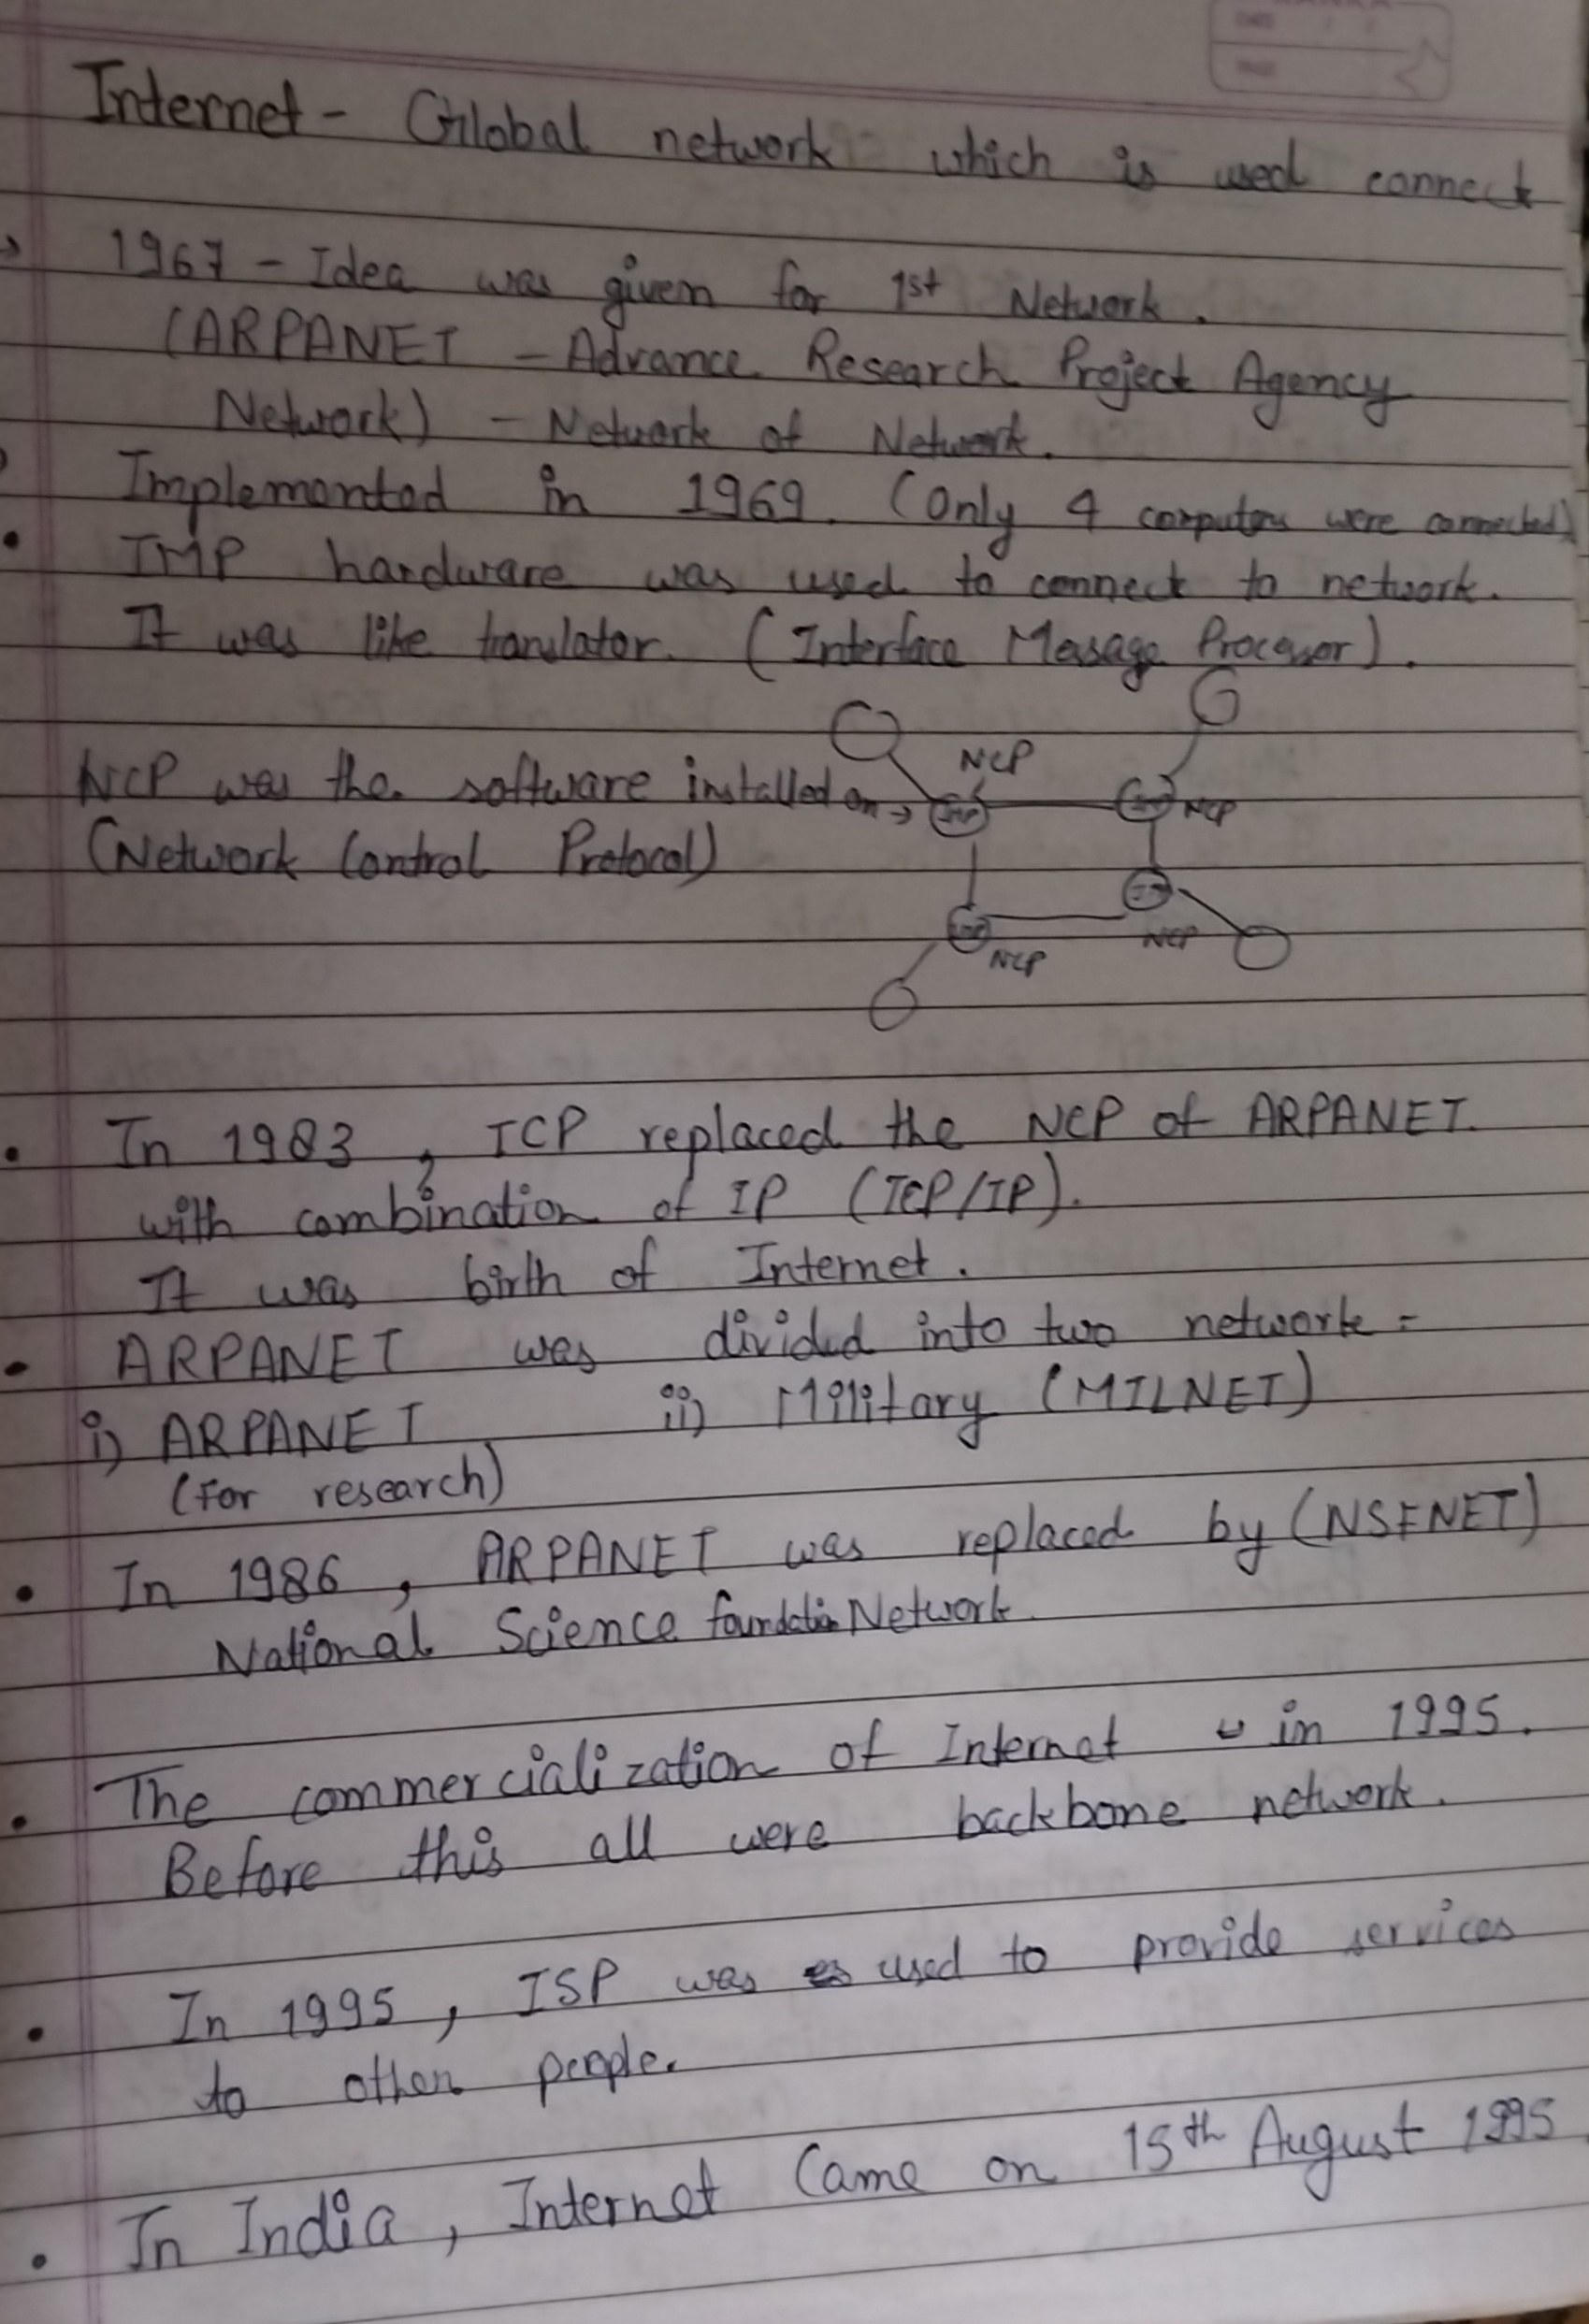 DATE / /
PAGE
Internet - Global network which is used connect
→ 1967 - Idea was given for 1st Network.
(ARPANET - Advance Research Project Agency
Network) - Network of Network.
Implemented in 1969. (Only 4 computers were connected)
• IMP hardware was used to connect to network.
It was like translator. (Interface Message Processor).
NCP was the software installed on →
(Network Control Protocol)
NCP
IMP
IMP NCP
IMP
NCP
IMP
NCP
• In 1983, TCP replaced the NCP of ARPANET.
with combination of IP (TCP/IP).
It was birth of Internet.
• ARPANET was divided into two network =
i) ARPANET ii) Military (MILNET)
(For research)
• In 1986, ARPANET was replaced by (NSFNET)
National Science foundation Network.
• The commercialization of Internet in 1995.
Before this all were backbone network.
• In 1995, ISP was used to provide services
to other people.
• In India, Internet Came on 15th August 1995